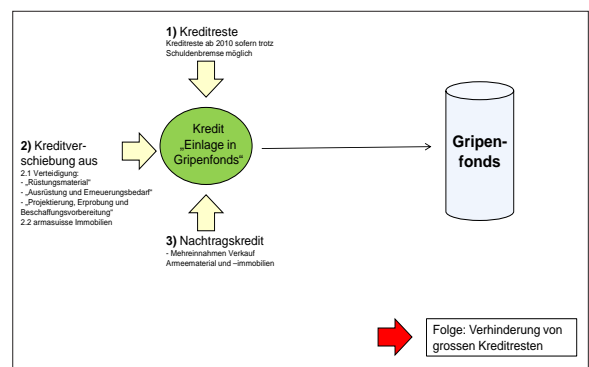 1) Kreditreste
Kreditreste ab 2010 sofern trotz
Schuldenbremse möglich
Kredit
„Einlage in
Gripenfonds“
Gripen-
fonds
2) Kreditver-
schiebung aus
2.1 Verteidigung:
- „Rüstungsmaterial“
- „Ausrüstung und Erneuerungsbedarf“
- „Projektierung, Erprobung und
Beschaffungsvorbereitung“
2.2 armasuisse Immobilien
3) Nachtragskredit
- Mehreinnahmen Verkauf
Armeematerial und –immobilien
Folge: Verhinderung von
grossen Kreditresten